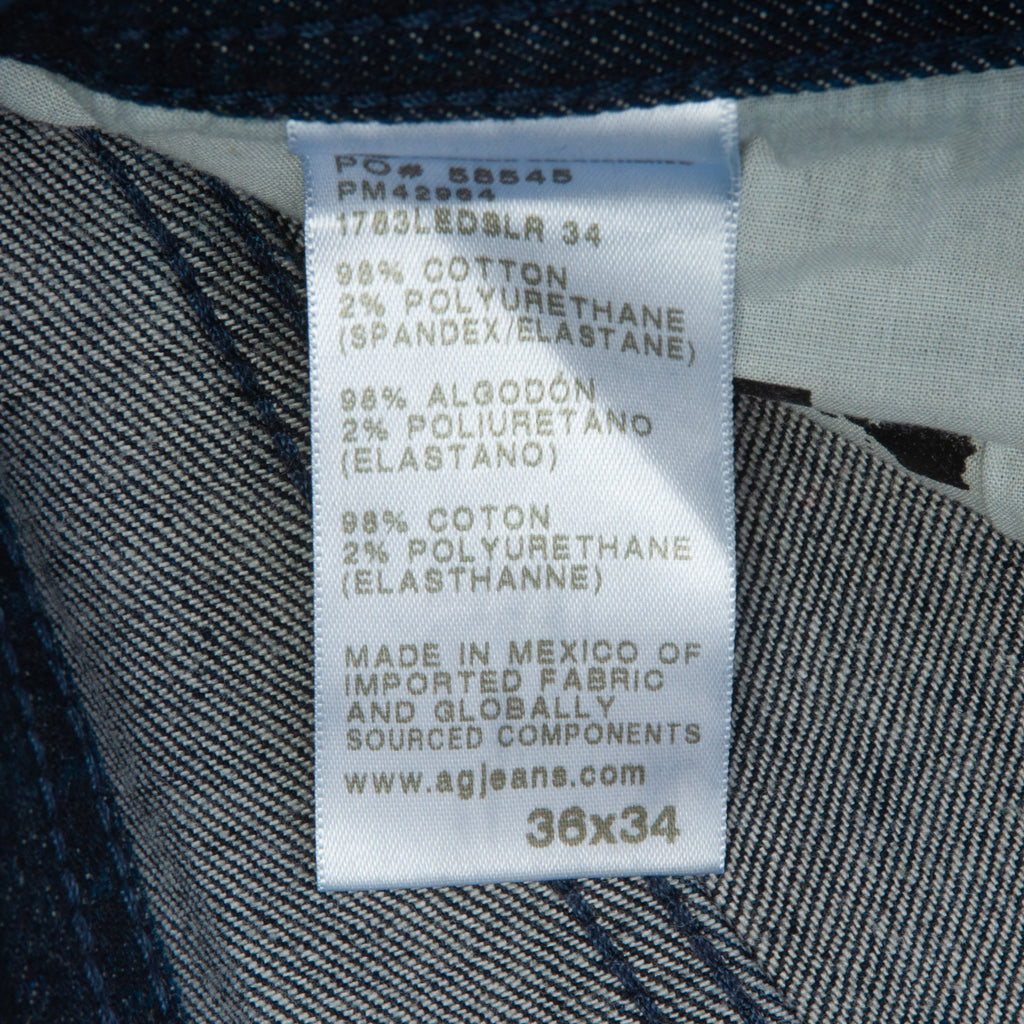 PO# 58545
PM42964
1783LEDSLR 34
98% COTTON
2% POLYURETHANE
(SPANDEX/ELASTANE)
98% ALGODÓN
2% POLIURETANO
(ELASTANO)
98% COTON
2% POLYURETHANE
(ELASTHANNE)
MADE IN MEXICO OF
IMPORTED FABRIC
AND GLOBALLY
SOURCED COMPONENTS
www.agjeans.com
36x34